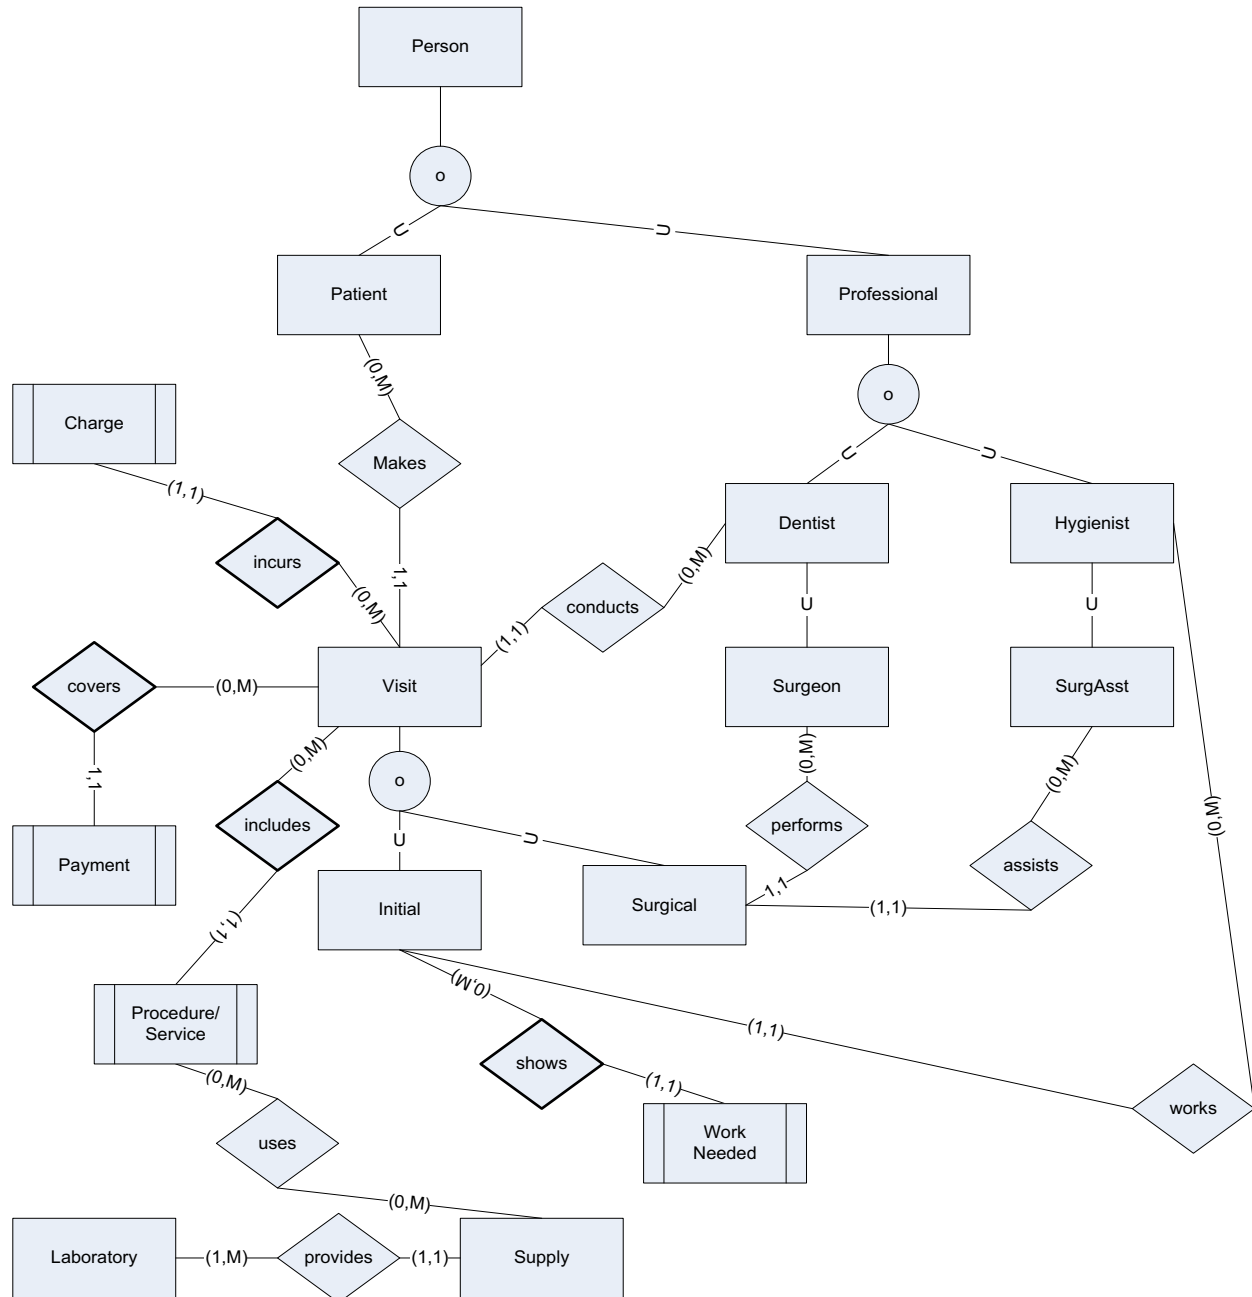 Person
o
U
U
Patient
Professional
(0,M)
o
Charge
U
U
Makes
(1,1)
Dentist
Hygienist
incurs
(0,M)
1,1
(0,M)
conducts
U
U
(1,1)
covers
(0,M)
Visit
Surgeon
SurgAsst
(0,M)
(0,M)
(0,M)
1,1
o
(0,M)
includes
U
U
performs
Payment
1,1
assists
Initial
Surgical
(1,1)
(1,1)
(0,M)
Procedure/
Service
(1,1)
shows
(0,M)
(1,1)
works
Work
Needed
uses
(0,M)
Laboratory
(1,M)
provides
(1,1)
Supply